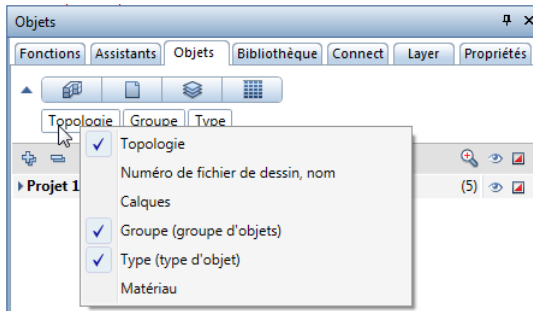 Objets
Fonctions Assistants Objets Bibliothèque Connect Layer Propriétés
Topologie Groupe Type
Topologie
Numéro de fichier de dessin, nom
Calques
Projet 1 (5)
Groupe (groupe d'objets)
Type (type d'objet)
Matériau